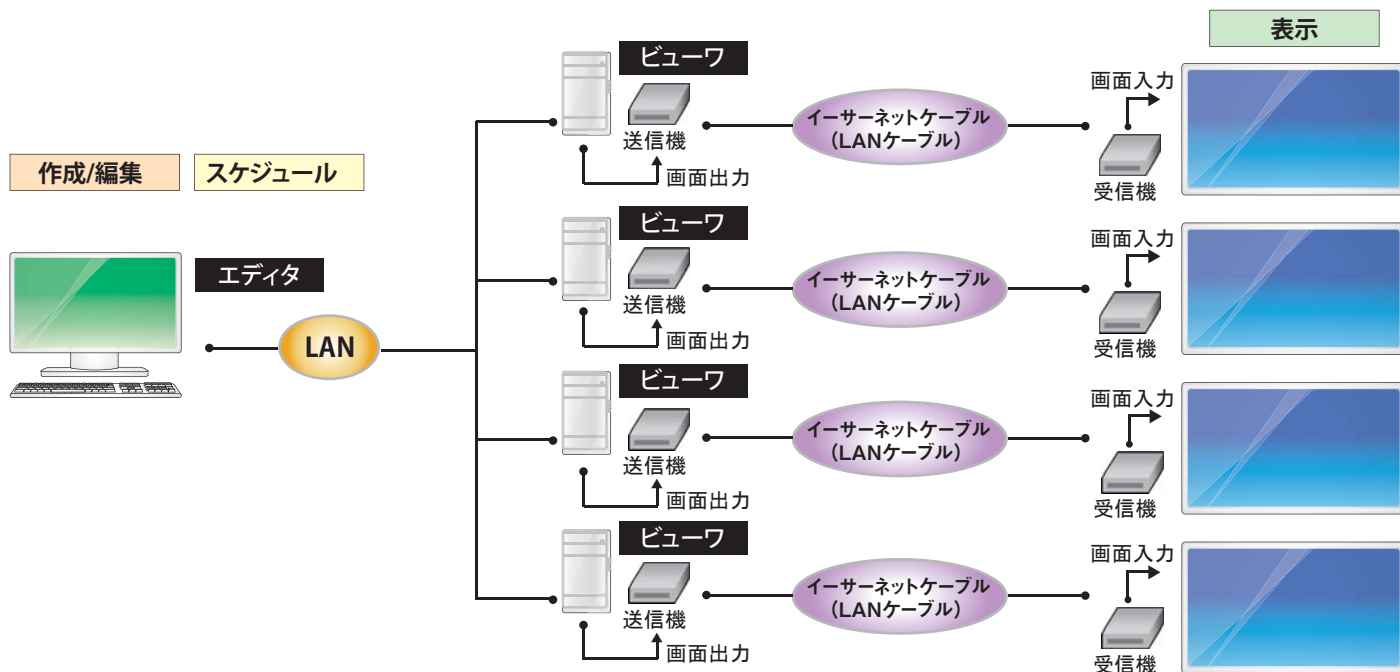 表示
作成/編集
スケジュール
エディタ
LAN
ビューワ
送信機
画面出力
イーサーネットケーブル
(LANケーブル)
画面入力
受信機
ビューワ
送信機
画面出力
イーサーネットケーブル
(LANケーブル)
画面入力
受信機
ビューワ
送信機
画面出力
イーサーネットケーブル
(LANケーブル)
画面入力
受信機
ビューワ
送信機
画面出力
イーサーネットケーブル
(LANケーブル)
画面入力
受信機